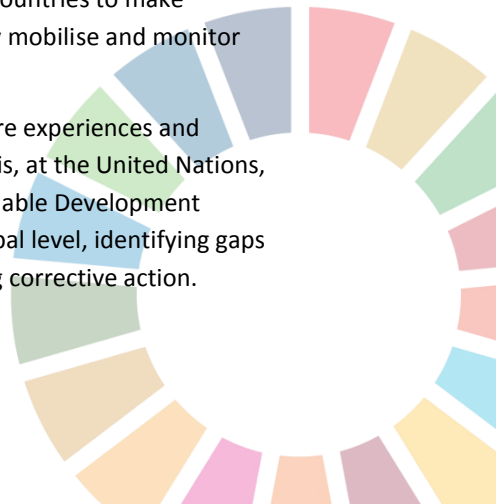 ountries to make
mobilise and monitor
re experiences and
is, at the United Nations,
able Development
bal level, identifying gaps
corrective action.